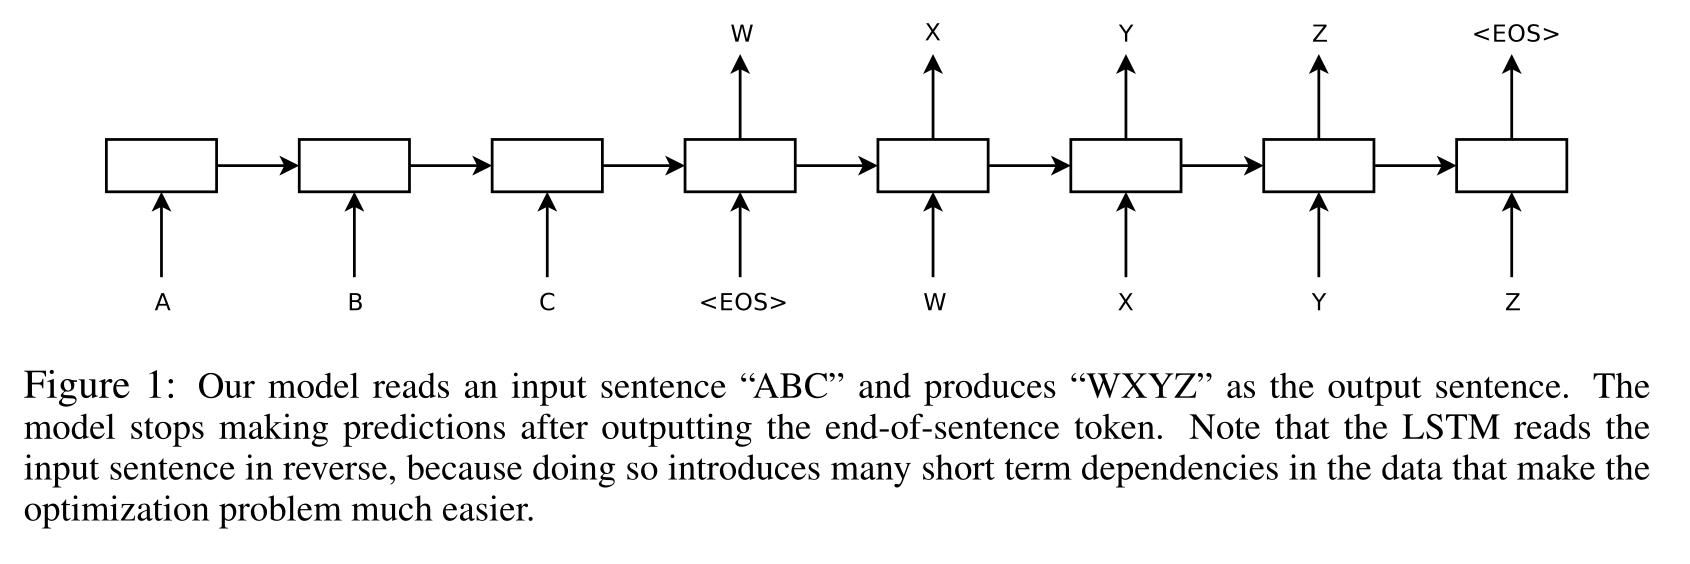 W X Y Z <EOS>
A B C <EOS> W X Y Z
Figure 1: Our model reads an input sentence “ABC” and produces “WXYZ” as the output sentence. The
model stops making predictions after outputting the end-of-sentence token. Note that the LSTM reads the
input sentence in reverse, because doing so introduces many short term dependencies in the data that make the
optimization problem much easier.